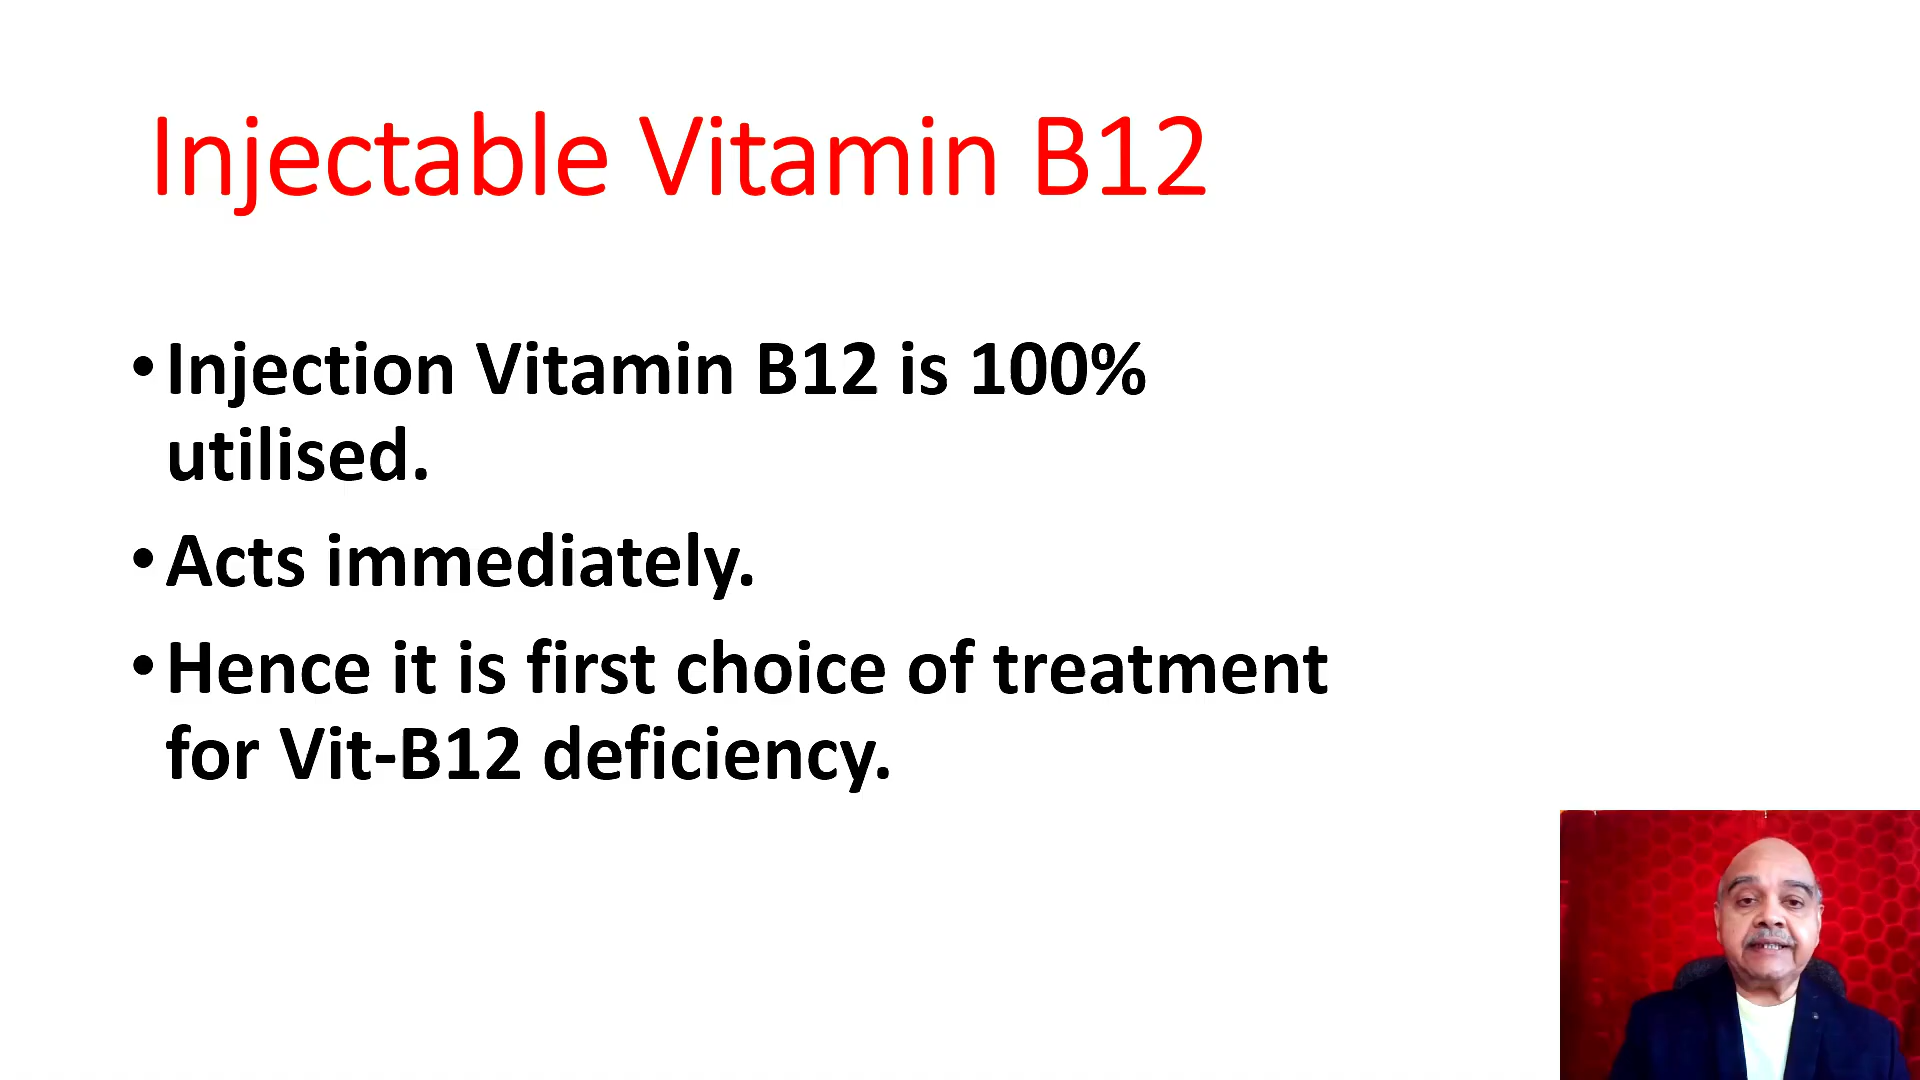 Injectable Vitamin B12
•Injection Vitamin B12 is 100%
utilised.
•Acts immediately.
•Hence it is first choice of treatment
for Vit-B12 deficiency.